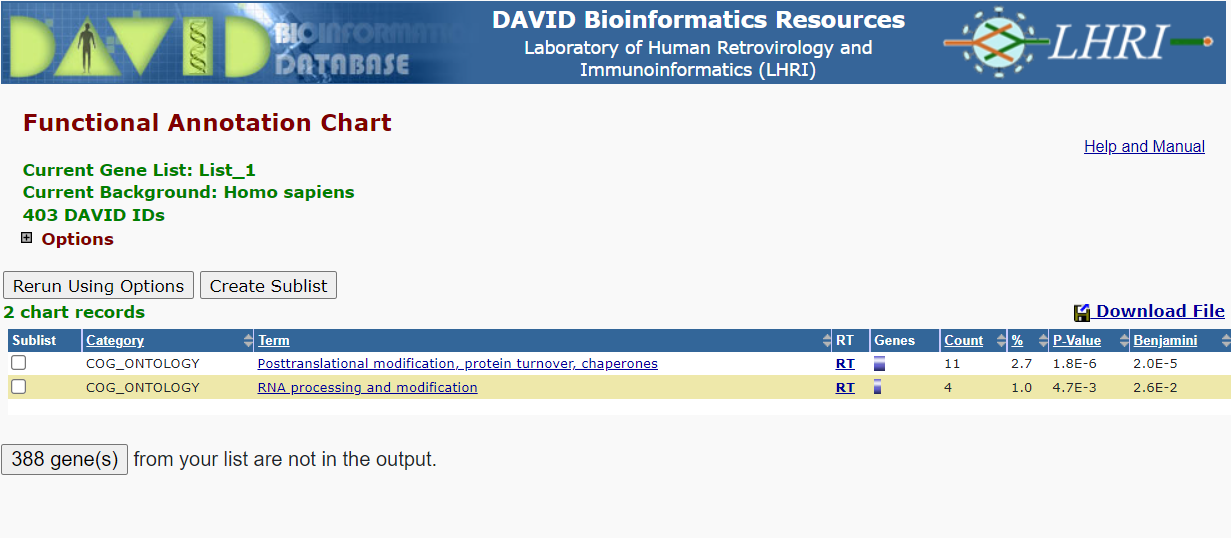 DAVID BIOINFORMATICS DATABASE
DAVID Bioinformatics Resources
Laboratory of Human Retrovirology and
Immunoinformatics (LHRI)
LHRI
Functional Annotation Chart
Help and Manual
Current Gene List: List_1
Current Background: Homo sapiens
403 DAVID IDs
Options
Rerun Using Options Create Sublist
2 chart records Download File
Sublist Category Term RT Genes Count % P-Value Benjamini
COG_ONTOLOGY Posttranslational modification, protein turnover, chaperones RT 11 2.7 1.8E-6 2.0E-5
COG_ONTOLOGY RNA processing and modification RT 4 1.0 4.7E-3 2.6E-2
388 gene(s) from your list are not in the output.